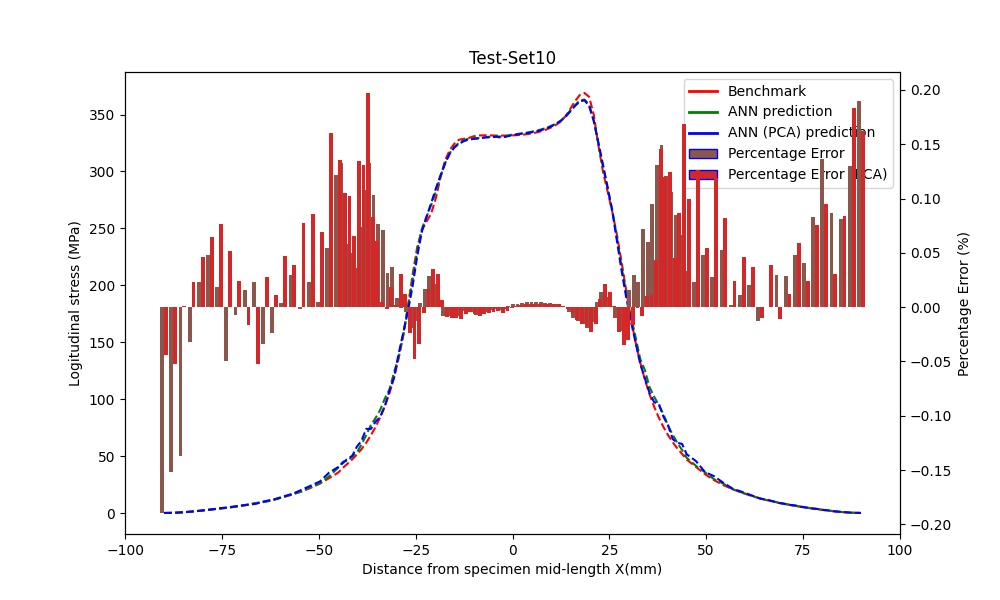 Test-Set10
Benchmark
ANN prediction
ANN (PCA) prediction
Percentage Error
Percentage Error (PCA)
Logitudinal stress (MPa)
350
300
250
200
150
100
50
0
0.20
0.15
0.10
0.05
0.00
−0.05
−0.10
−0.15
−0.20
Percentage Error (%)
−100
−75
−50
−25
0
25
50
75
100
Distance from specimen mid-length X(mm)